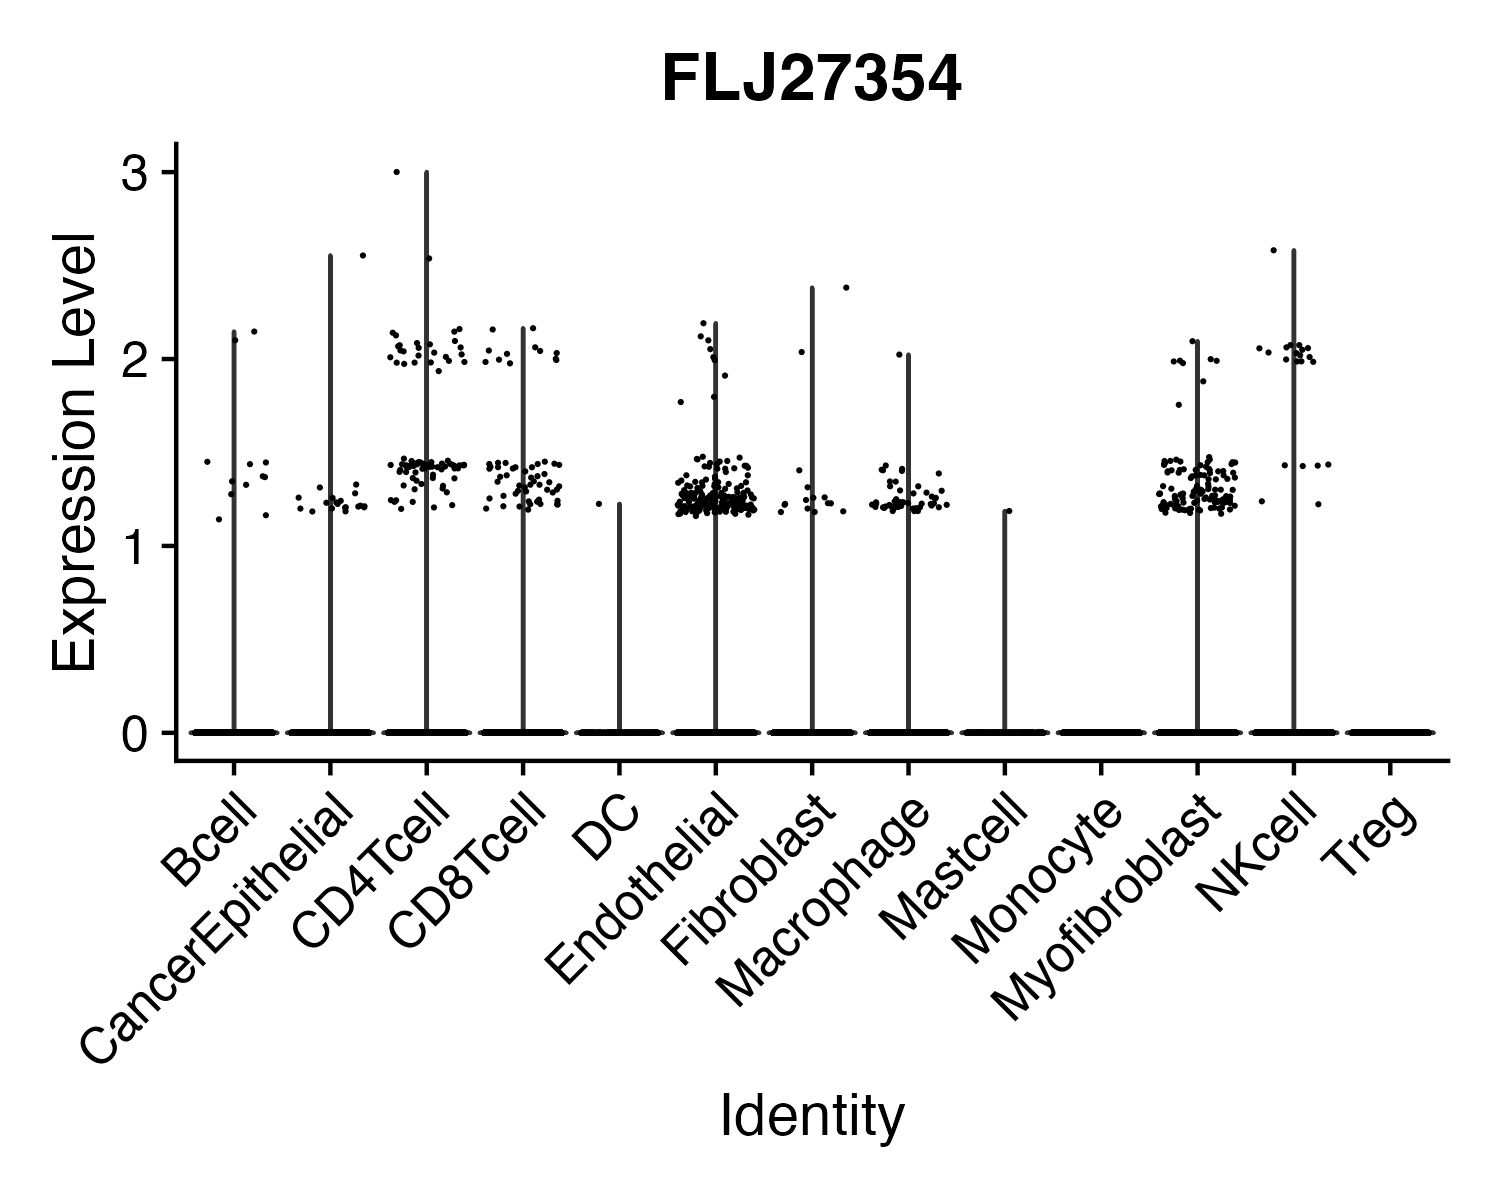 FLJ27354
Expression Level
3
2
1
0
Bcell
CancerEpithelial
CD4Tcell
CD8Tcell
DC
Endothelial
Fibroblast
Macrophage
Mastcell
Monocyte
Myofibroblast
NKcell
Treg
Identity